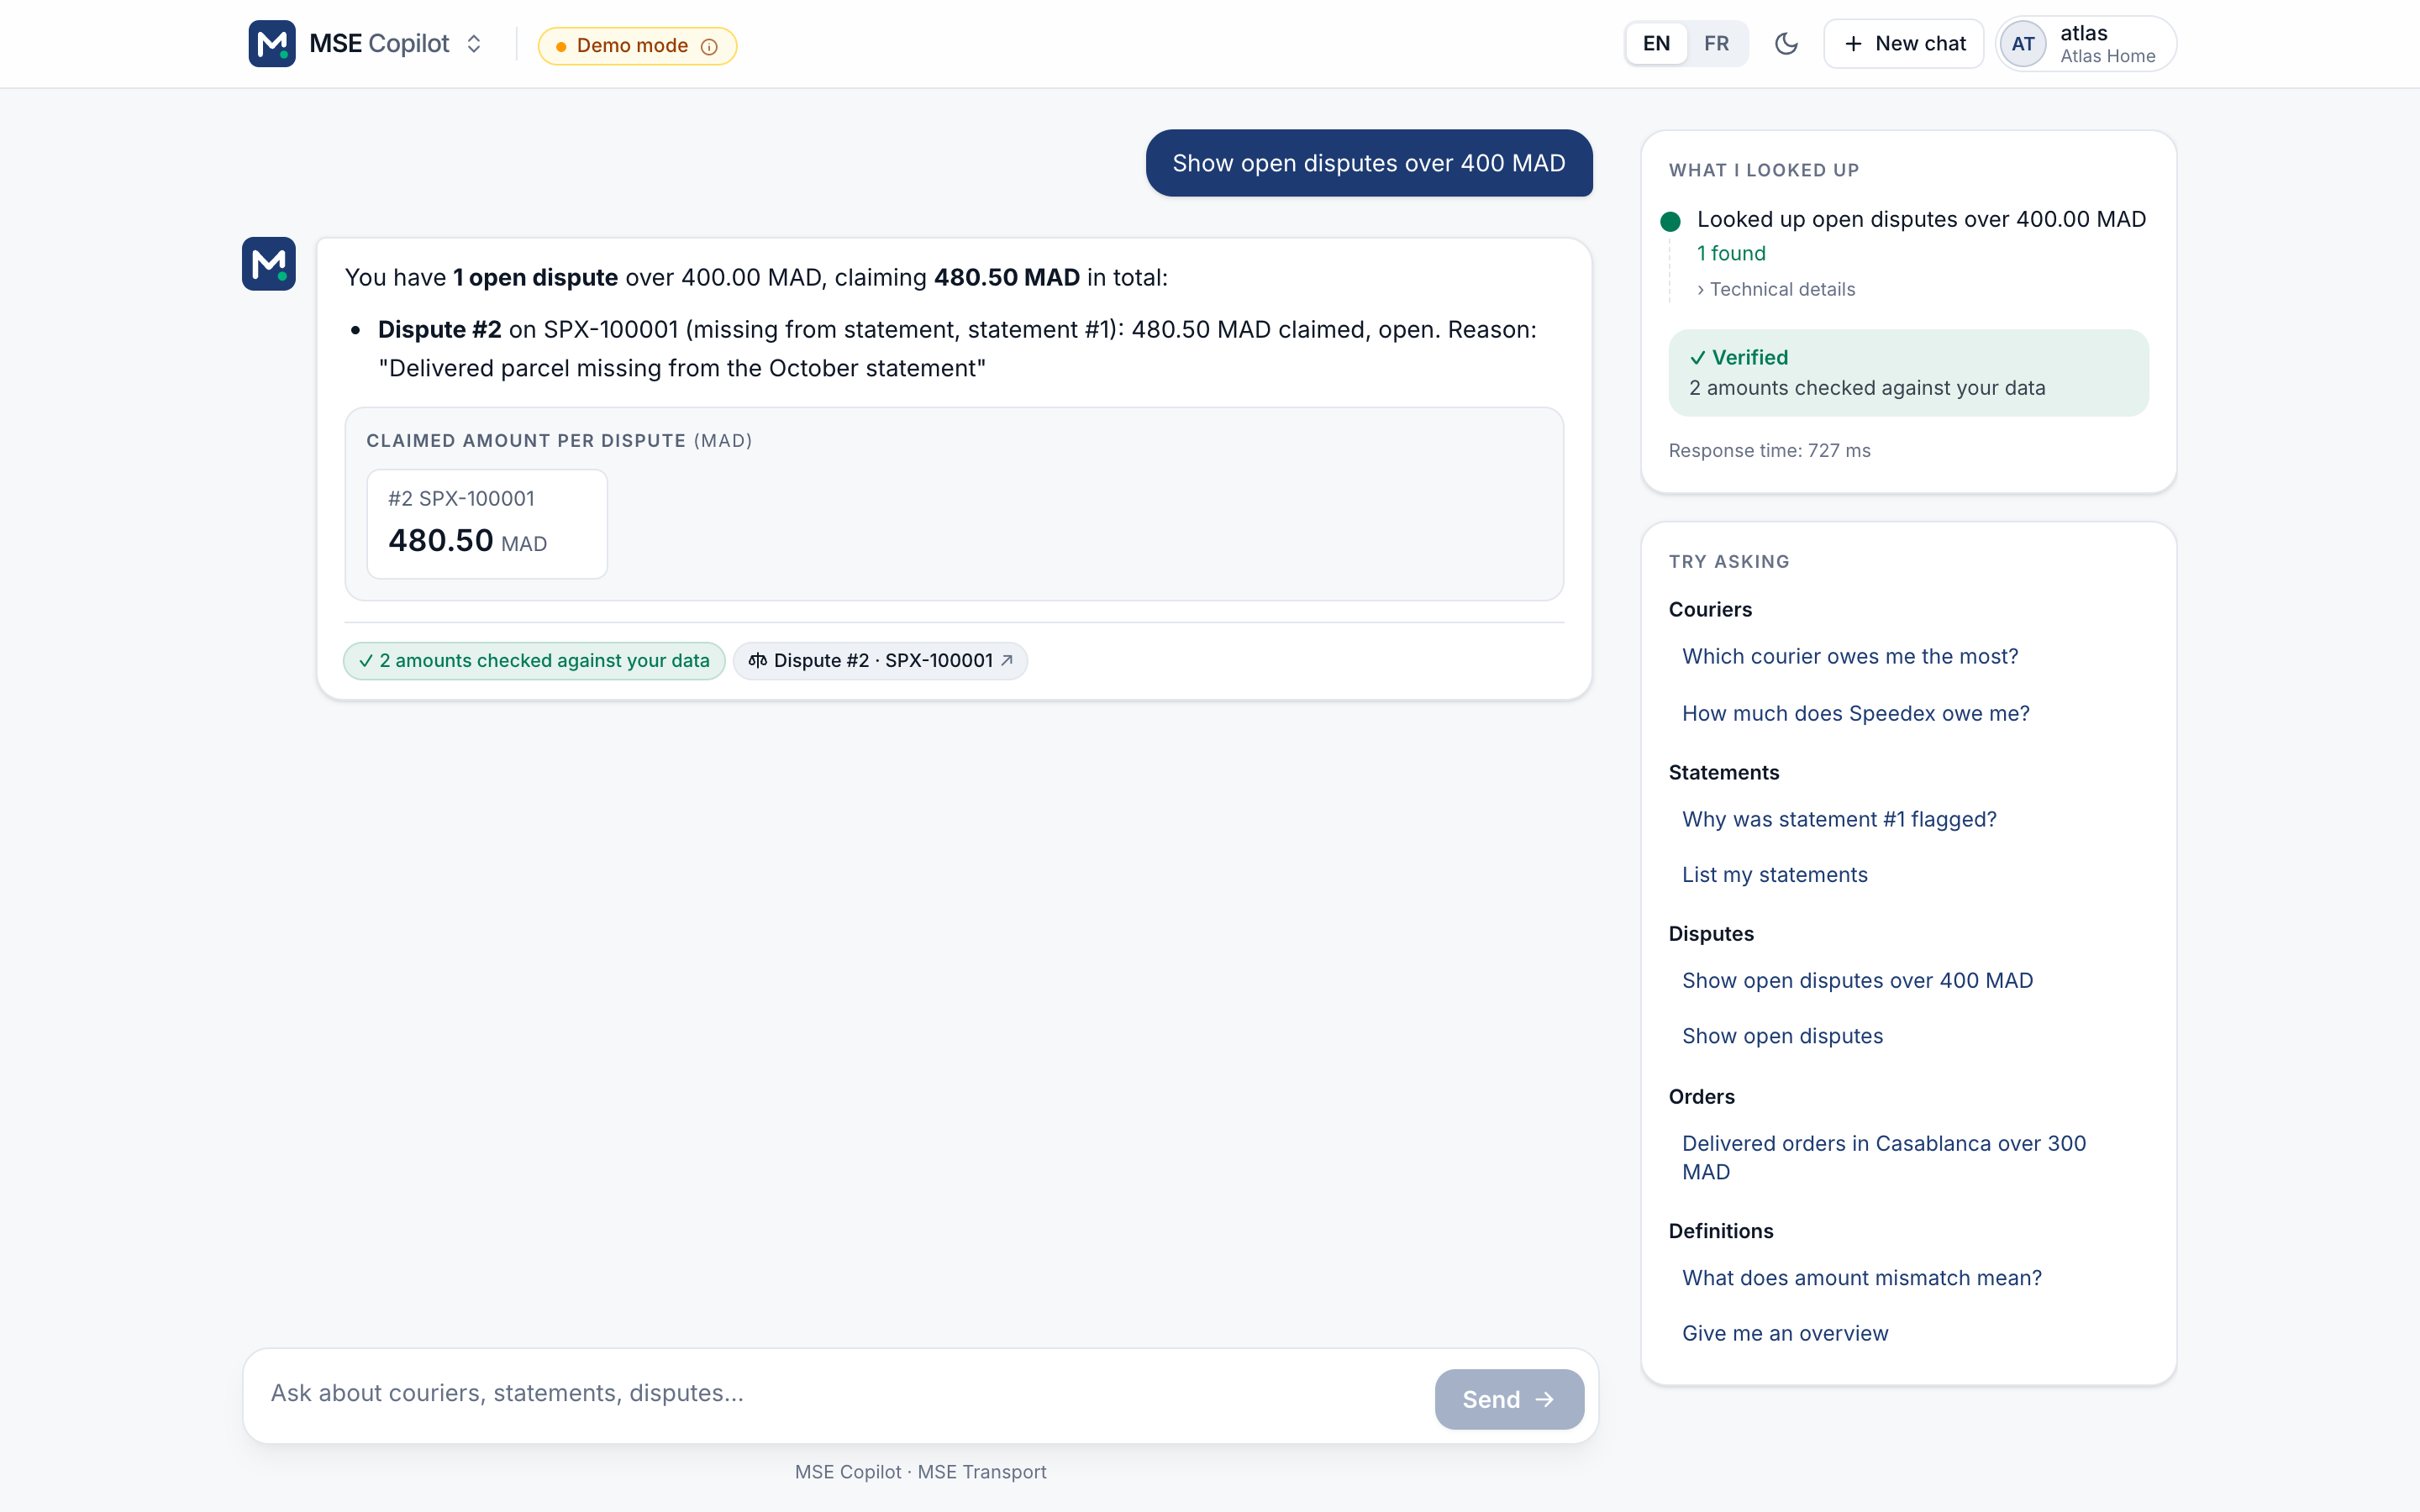 MSE Copilot
Demo mode
EN FR
New chat
AT
atlas
Atlas Home
Show open disputes over 400 MAD
You have 1 open dispute over 400.00 MAD, claiming 480.50 MAD in total:
• Dispute #2 on SPX-100001 (missing from statement, statement #1): 480.50 MAD claimed, open. Reason:
"Delivered parcel missing from the October statement"
CLAIMED AMOUNT PER DISPUTE (MAD)
#2 SPX-100001
480.50 MAD
✓ 2 amounts checked against your data
Dispute #2 · SPX-100001 ↗
Ask about couriers, statements, disputes...
Send →
MSE Copilot · MSE Transport
WHAT I LOOKED UP
Looked up open disputes over 400.00 MAD
1 found
› Technical details
✓ Verified
2 amounts checked against your data
Response time: 727 ms
TRY ASKING
Couriers
Which courier owes me the most?
How much does Speedex owe me?
Statements
Why was statement #1 flagged?
List my statements
Disputes
Show open disputes over 400 MAD
Show open disputes
Orders
Delivered orders in Casablanca over 300
MAD
Definitions
What does amount mismatch mean?
Give me an overview